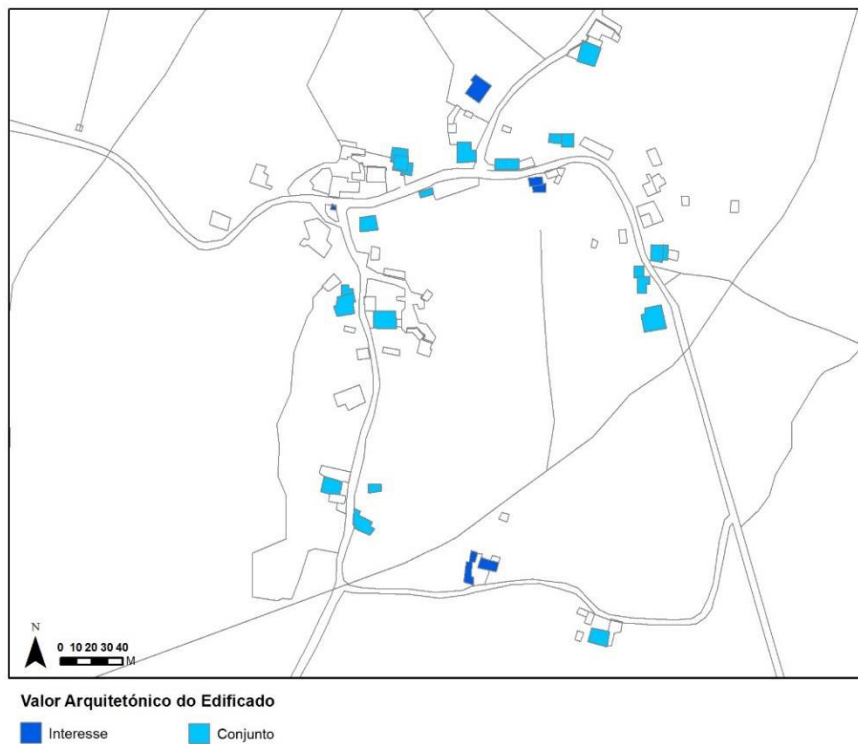 N
0 10 20 30 40
M
Valor Arquitetónico do Edificado
Interesse
Conjunto